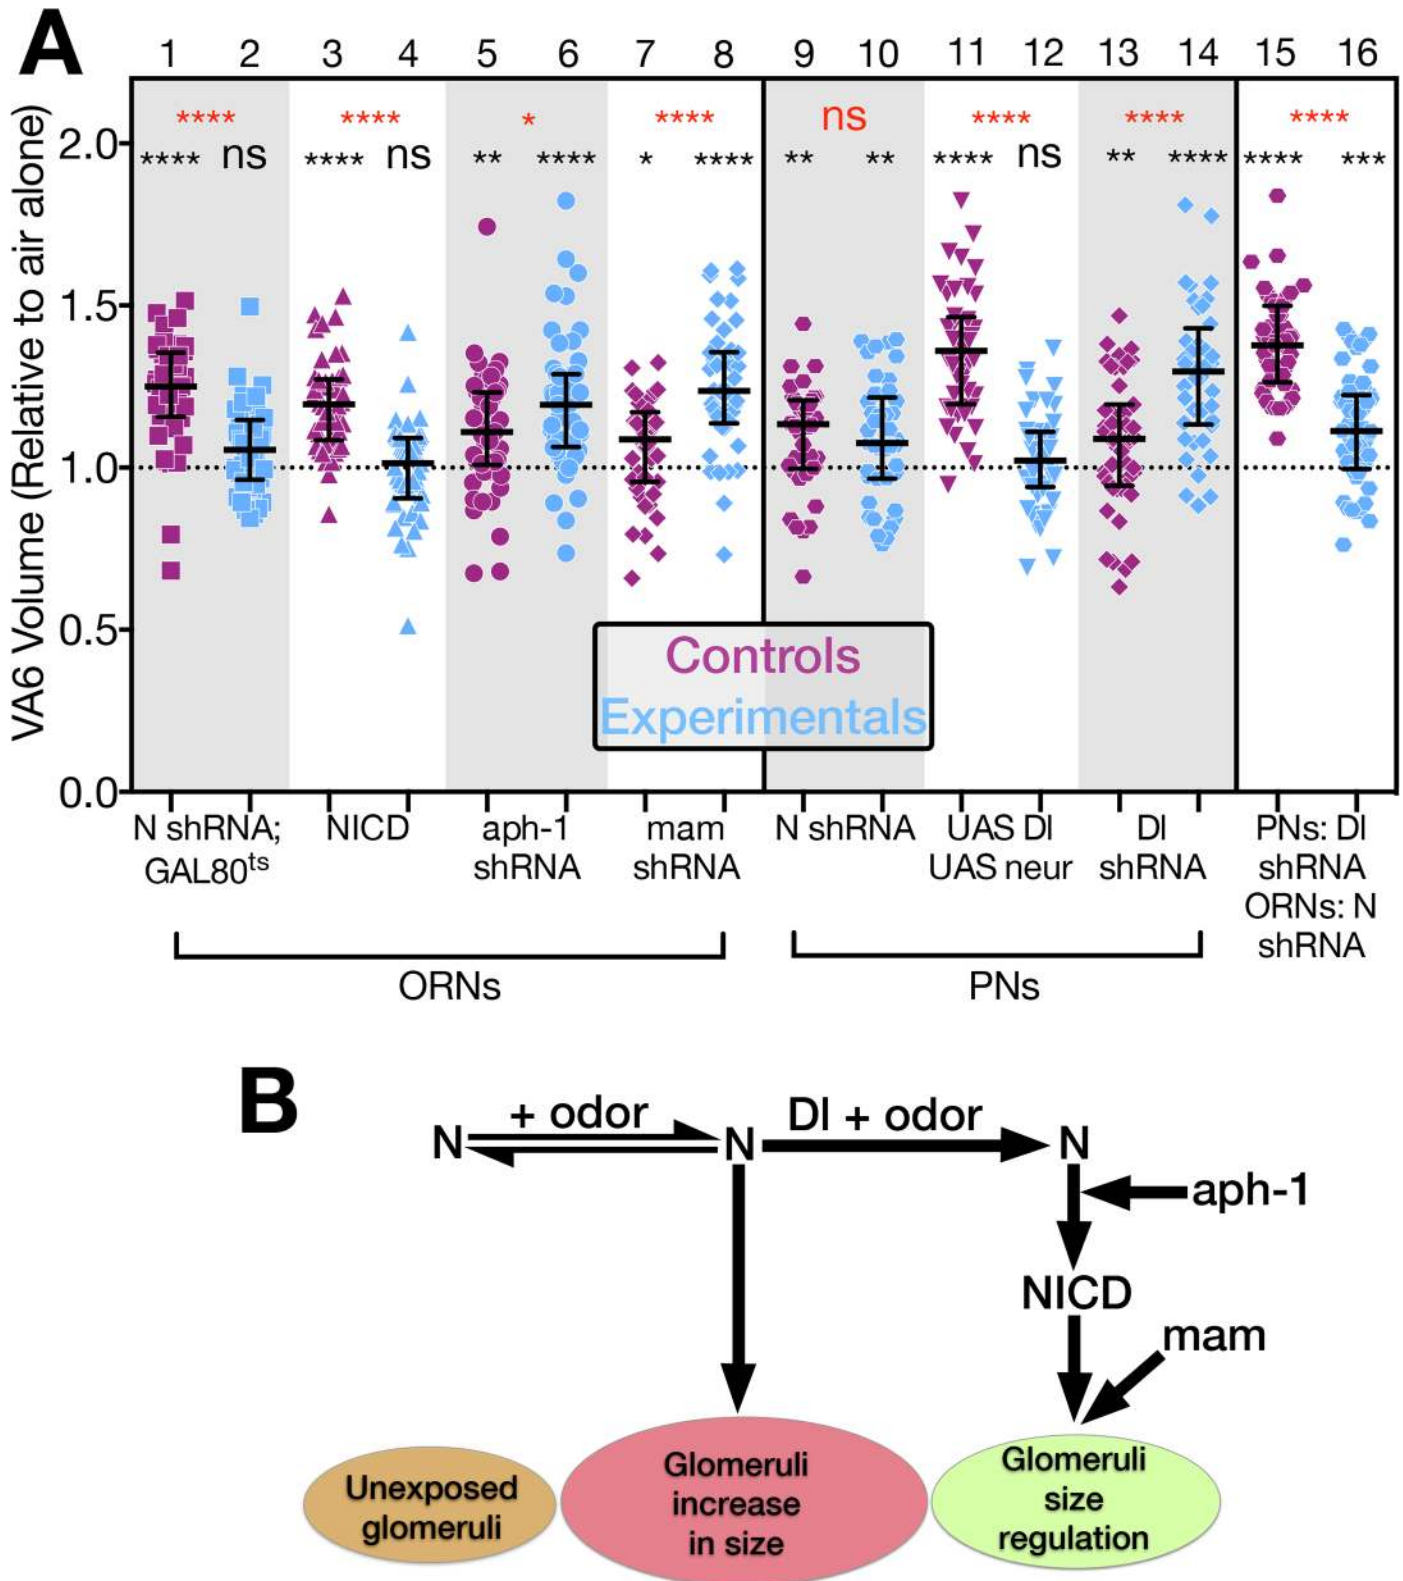 A
1 2 3 4 5 6 7 8 9 10 11 12 13 14 15 16
**** **** * **** ns **** **** ****
**** ns **** ns ** **** * **** ** ** **** ns ** **** **** ***
VA6 Volume (Relative to air alone)
2.0
1.5
1.0
0.5
0.0
Controls
Experimentals
N shRNA;
GAL80ts
NICD
aph-1
shRNA
mam
shRNA
N shRNA
UAS Dl
UAS neur
Dl
shRNA
PNs: Dl
shRNA
ORNs: N
shRNA
ORNs
PNs
B
N + odor N Dl + odor N
aph-1
NICD
mam
Unexposed
glomeruli
Glomeruli
increase
in size
Glomeruli
size
regulation